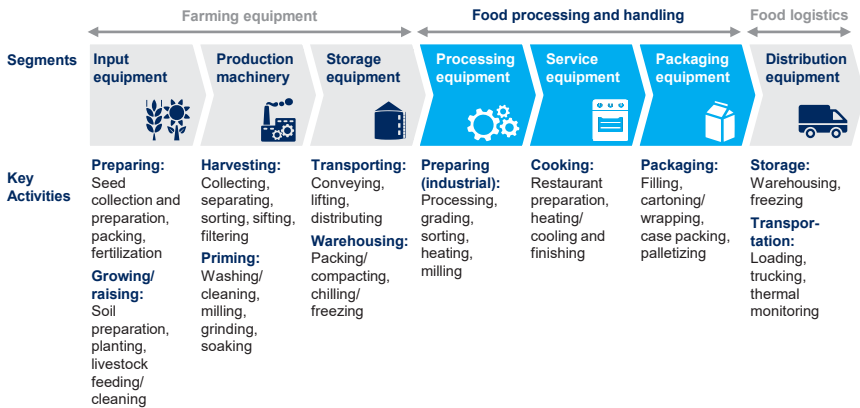 Farming equipment
Food processing and handling
Food logistics
Segments
Input
equipment
Production
machinery
Storage
equipment
Processing
equipment
Service
equipment
Packaging
equipment
Distribution
equipment
Key
Activities
Preparing:
Seed
collection and
preparation,
packing,
fertilization
Growing/
raising:
Soil
preparation,
planting,
livestock
feeding/
cleaning
Harvesting:
Collecting,
separating,
sorting, sifting,
filtering
Priming:
Washing/
cleaning,
milling,
grinding,
soaking
Transporting:
Conveying,
lifting,
distributing
Warehousing:
Packing/
compacting,
chilling/
freezing
Preparing
(industrial):
Processing,
grading,
sorting,
heating,
milling
Cooking:
Restaurant
preparation,
heating/
cooling and
finishing
Packaging:
Filling,
cartoning/
wrapping,
case packing,
palletizing
Storage:
Warehousing,
freezing
Transpor-
tation:
Loading,
trucking,
thermal
monitoring